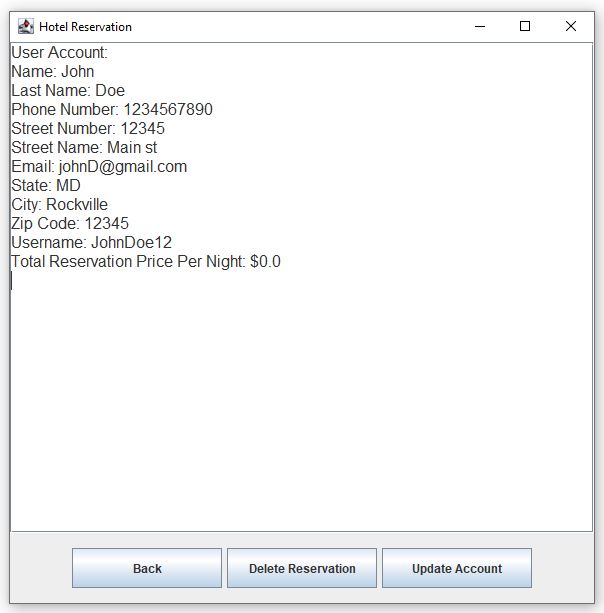 Hotel Reservation
User Account:
Name: John
Last Name: Doe
Phone Number: 1234567890
Street Number: 12345
Street Name: Main st
Email: johnD@gmail.com
State: MD
City: Rockville
Zip Code: 12345
Username: JohnDoe12
Total Reservation Price Per Night: $0.0
Back
Delete Reservation
Update Account